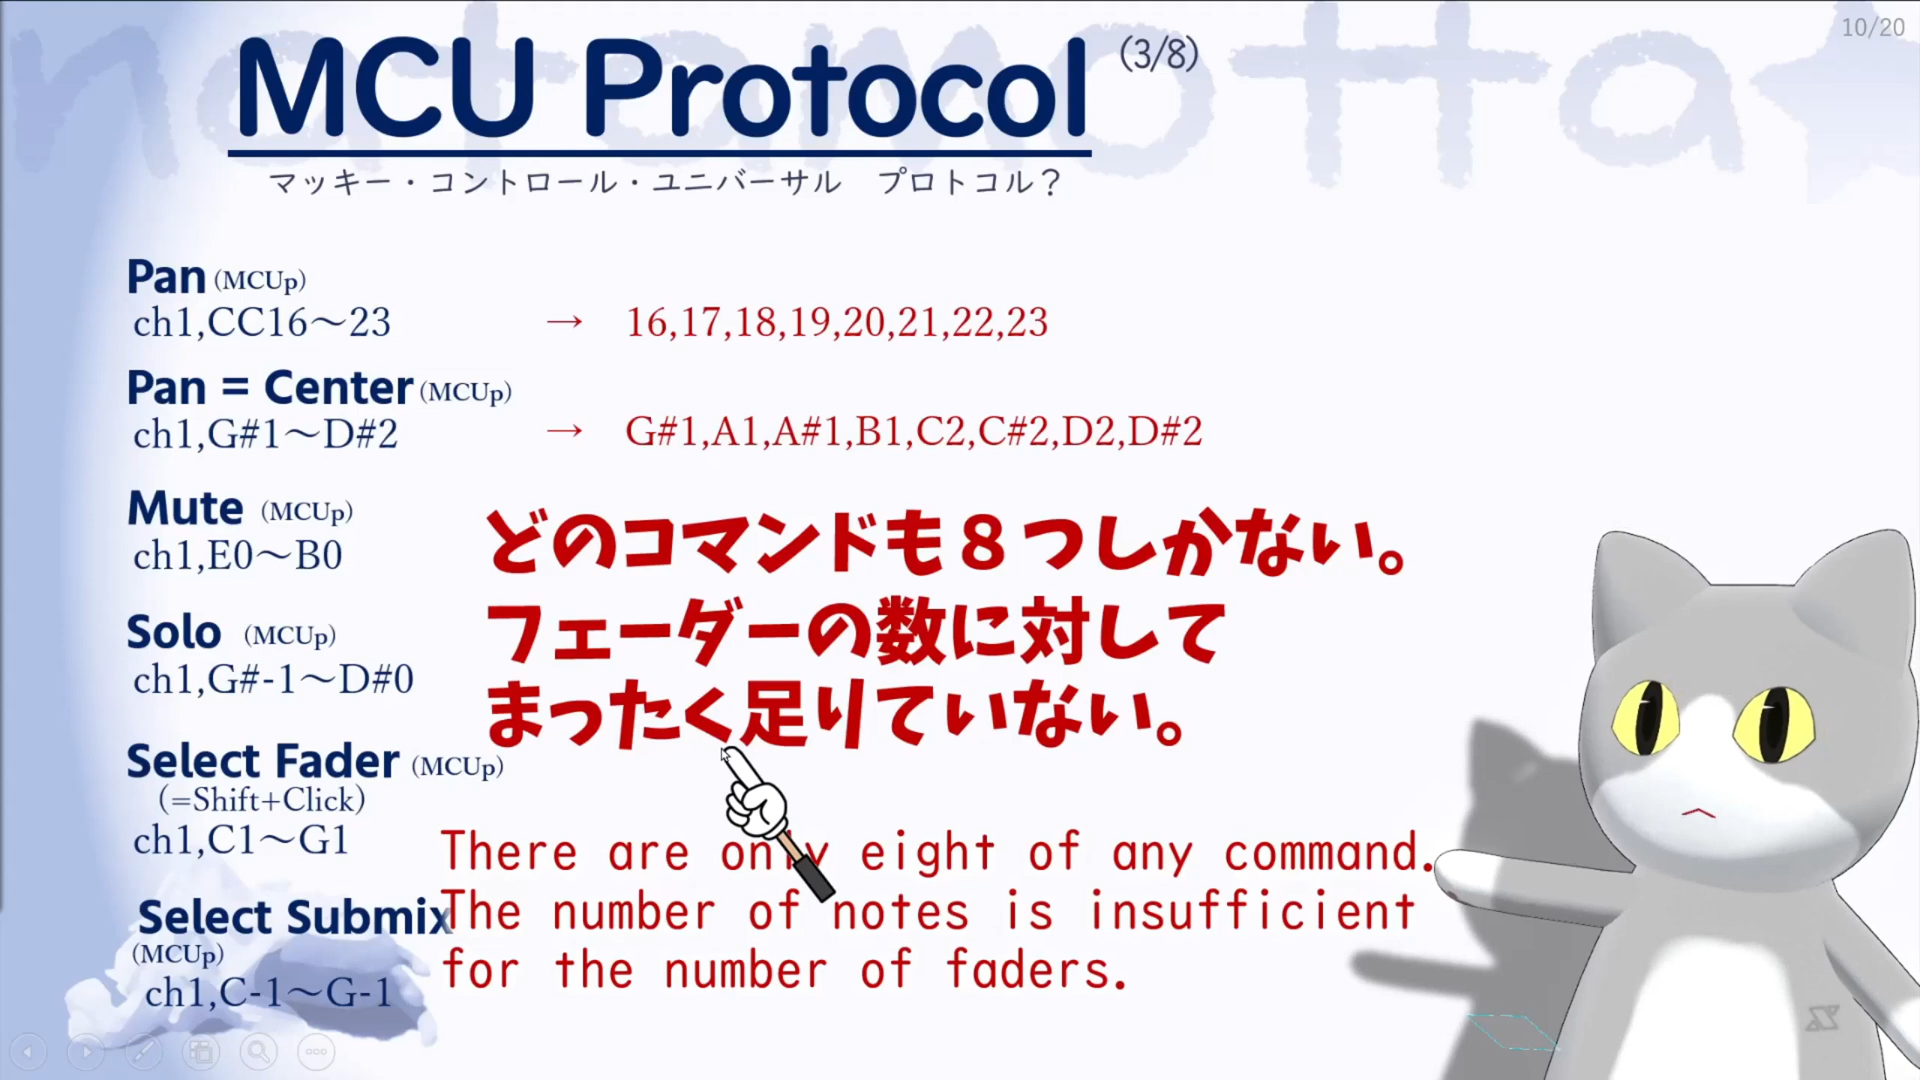 10/20
MCU Protocol (3/8)
マッキー・コントロール・ユニバーサル　プロトコル？
Pan (MCUp)
ch1,CC16～23 → 16,17,18,19,20,21,22,23
Pan = Center (MCUp)
ch1,G#1～D#2 → G#1,A1,A#1,B1,C2,C#2,D2,D#2
Mute (MCUp)
ch1,E0～B0
Solo (MCUp)
ch1,G#-1～D#0
Select Fader (MCUp)
(=Shift+Click)
ch1,C1～G1
Select Submix
(MCUp)
ch1,C-1～G-1
どのコマンドも８つしかない。
フェーダーの数に対して
まったく足りていない。
There are only eight of any command.
The number of notes is insufficient
for the number of faders.